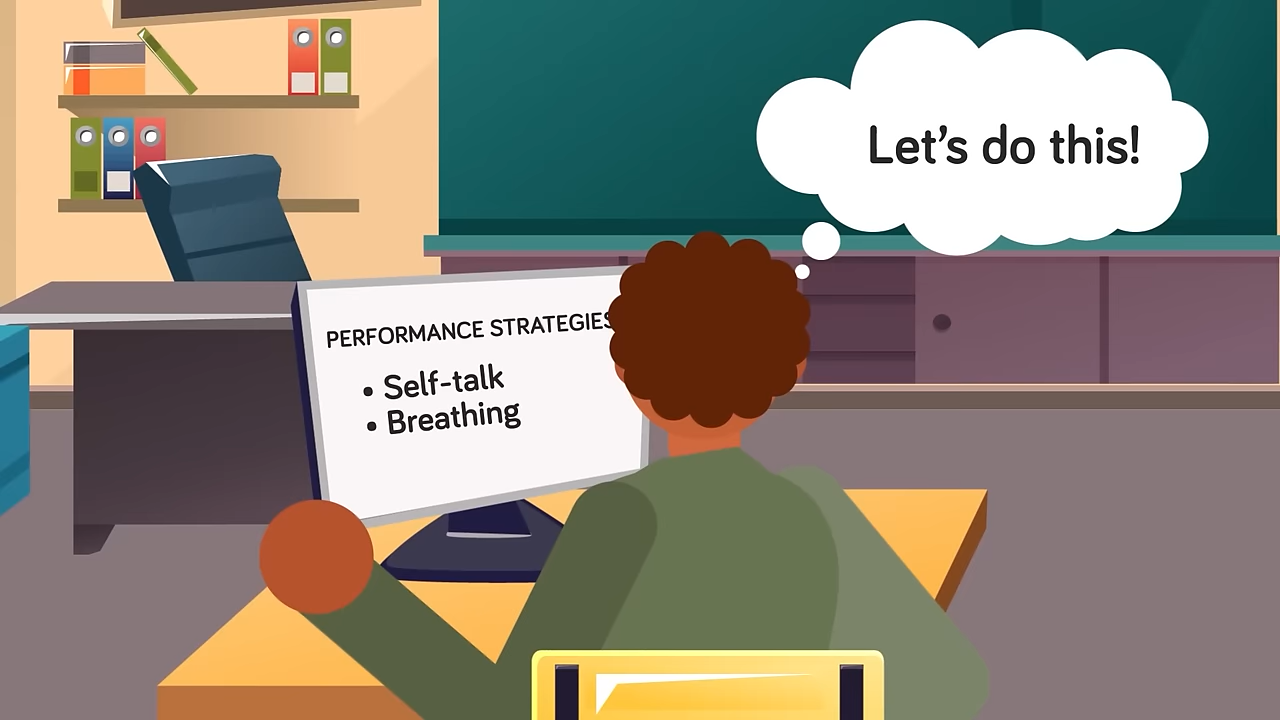 Let's do this!
PERFORMANCE STRATEGIES
• Self-talk
• Breathing